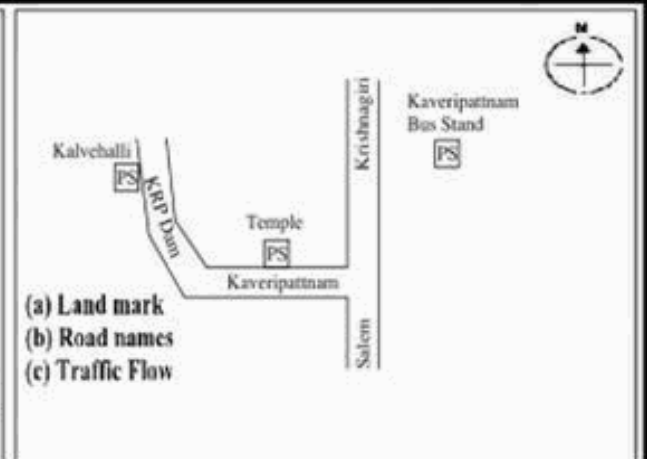 N
Kaveripattnam
Bus Stand
PS
Krishnagiri
Kalvehalli
PS
KRP Dam
Temple
PS
Kaveripattnam
Salem
(a) Land mark
(b) Road names
(c) Traffic Flow